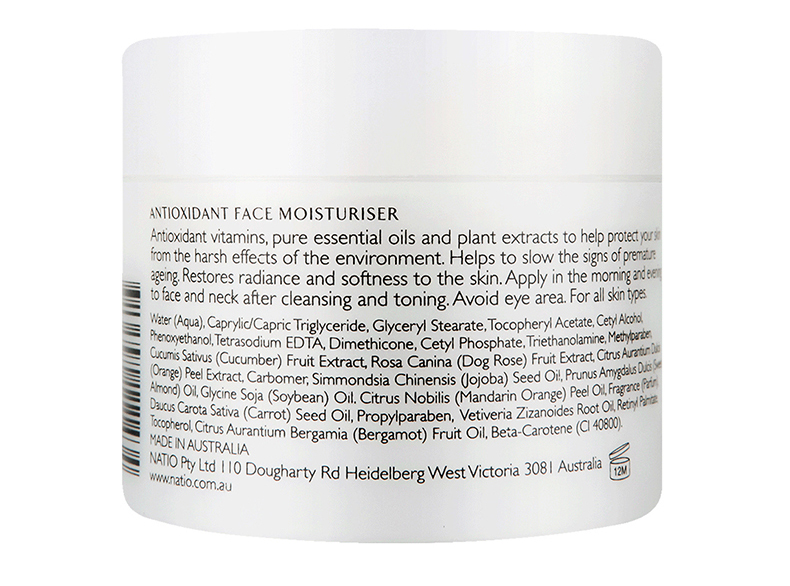 ANTIOXIDANT FACE MOISTURISER
Antioxidant vitamins, pure essential oils and plant extracts to help protect your skin
from the harsh effects of the environment. Helps to slow the signs of premature
ageing. Restores radiance and softness to the skin. Apply in the morning and evening
to face and neck after cleansing and toning. Avoid eye area. For all skin types.
Water (Aqua), Caprylic/Capric Triglyceride, Glyceryl Stearate, Tocopheryl Acetate, Cetyl Alcohol,
Phenoxyethanol, Tetrasodium EDTA, Dimethicone, Cetyl Phosphate, Triethanolamine, Methylparaben,
Cucumis Sativus (Cucumber) Fruit Extract, Rosa Canina (Dog Rose) Fruit Extract, Citrus Aurantium Dulcis
(Orange) Peel Extract, Carbomer, Simmondsia Chinensis (Jojoba) Seed Oil, Prunus Amygdalus Dulcis (Sweet
Almond) Oil, Glycine Soja (Soybean) Oil, Citrus Nobilis (Mandarin Orange) Peel Oil, Fragrance (Parfum),
Daucus Carota Sativa (Carrot) Seed Oil, Propylparaben, Vetiveria Zizanoides Root Oil, Retinyl Palmitate,
Tocopherol, Citrus Aurantium Bergamia (Bergamot) Fruit Oil, Beta-Carotene (CI 40800).
MADE IN AUSTRALIA
NATIO Pty Ltd 110 Dougharty Rd Heidelberg West Victoria 3081 Australia
12M
www.natio.com.au